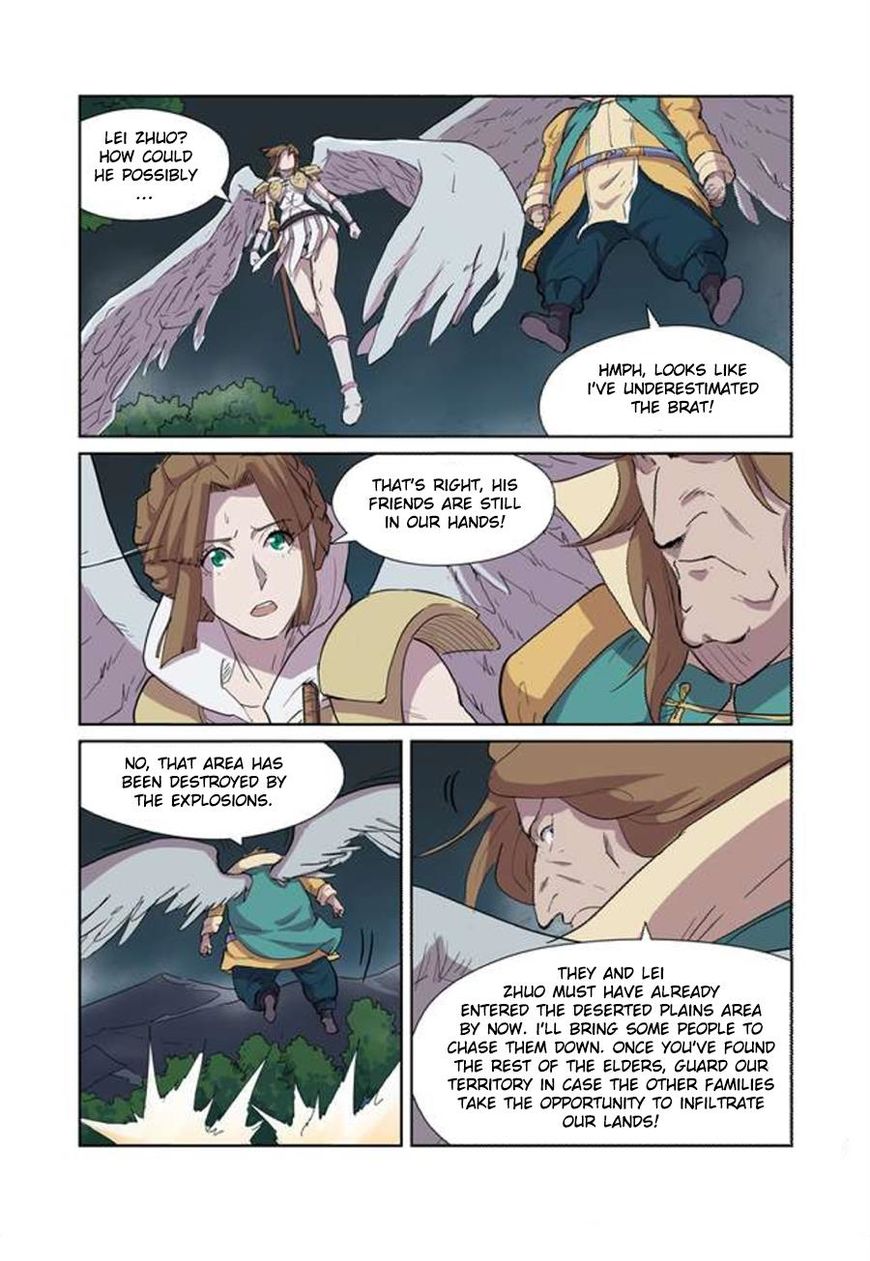 LEI ZHUO?
HOW COULD
HE POSSIBLY
...
HMPH, LOOKS LIKE
I'VE UNDERESTIMATED
THE BRAT!
THAT'S RIGHT, HIS
FRIENDS ARE STILL
IN OUR HANDS!
NO, THAT AREA HAS
BEEN DESTROYED BY
THE EXPLOSIONS.
THEY AND LEI
ZHUO MUST HAVE ALREADY
ENTERED THE DESERTED PLAINS AREA
BY NOW. I'LL BRING SOME PEOPLE TO
CHASE THEM DOWN. ONCE YOU'VE FOUND
THE REST OF THE ELDERS, GUARD OUR
TERRITORY IN CASE THE OTHER FAMILIES
TAKE THE OPPORTUNITY TO INFILTRATE
OUR LANDS!